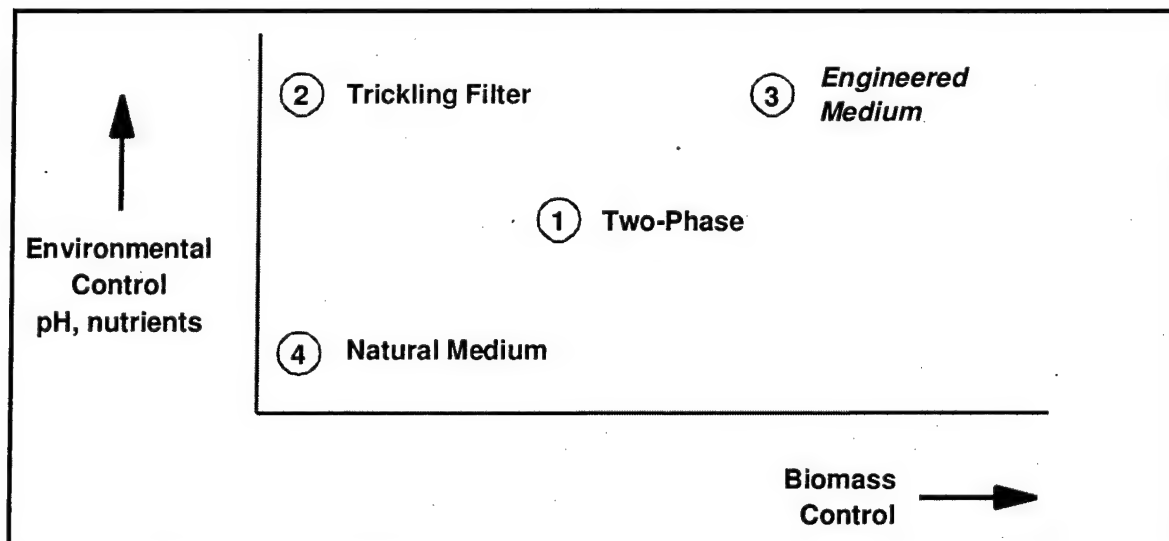 2 Trickling Filter
3 Engineered
Medium
1 Two-Phase
Environmental
Control
pH, nutrients
4 Natural Medium
Biomass
Control